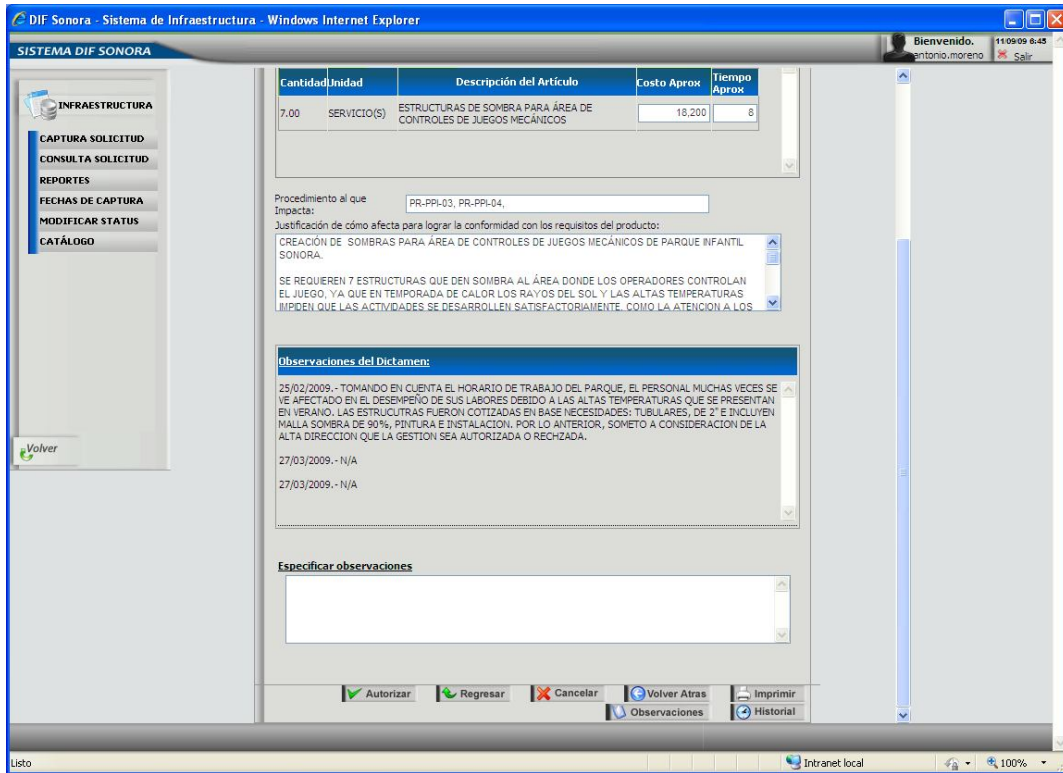 DIF Sonora - Sistema de Infraestructura - Windows Internet Explorer
SISTEMA DIF SONORA
Bienvenido.
antonio.moreno
11/09/09 6:45
Salir
INFRAESTRUCTURA
CAPTURA SOLICITUD
CONSULTA SOLICITUD
REPORTES
FECHAS DE CAPTURA
MODIFICAR STATUS
CATÁLOGO
Volver
Cantidad Unidad Descripción del Artículo Costo Aprox Tiempo Aprox
7.00 SERVICIO(S) ESTRUCTURAS DE SOMBRA PARA ÁREA DE 18,200 8
CONTROLES DE JUEGOS MECÁNICOS
Procedimiento al que
Impacta:
PR-PPI-03, PR-PPI-04,
Justificación de cómo afecta para lograr la conformidad con los requisitos del producto:
CREACIÓN DE SOMBRAS PARA ÁREA DE CONTROLES DE JUEGOS MECÁNICOS DE PARQUE INFANTIL
SONORA.
SE REQUIEREN 7 ESTRUCTURAS QUE DEN SOMBRA AL ÁREA DONDE LOS OPERADORES CONTROLAN
EL JUEGO, YA QUE EN TEMPORADA DE CALOR LOS RAYOS DEL SOL Y LAS ALTAS TEMPERATURAS
IMPIDEN QUE LAS ACTIVIDADES SE DESARROLLEN SATISFACTORIAMENTE, COMO LA ATENCION A LOS
Observaciones del Dictamen:
25/02/2009.- TOMANDO EN CUENTA EL HORARIO DE TRABAJO DEL PARQUE, EL PERSONAL MUCHAS VECES SE
VE AFECTADO EN EL DESEMPEÑO DE SUS LABORES DEBIDO A LAS ALTAS TEMPERATURAS QUE SE PRESENTAN
EN VERANO. LAS ESTRUCUTRAS FUERON COTIZADAS EN BASE NECESIDADES: TUBULARES, DE 2" E INCLUYEN
MALLA SOMBRA DE 90%, PINTURA E INSTALACION. POR LO ANTERIOR, SOMETO A CONSIDERACION DE LA
ALTA DIRECCION QUE LA GESTION SEA AUTORIZADA O RECHZADA.
27/03/2009.- N/A
27/03/2009.- N/A
Especificar observaciones
Autorizar Regresar Cancelar Volver Atras Imprimir
Observaciones Historial
Listo Intranet local 100%